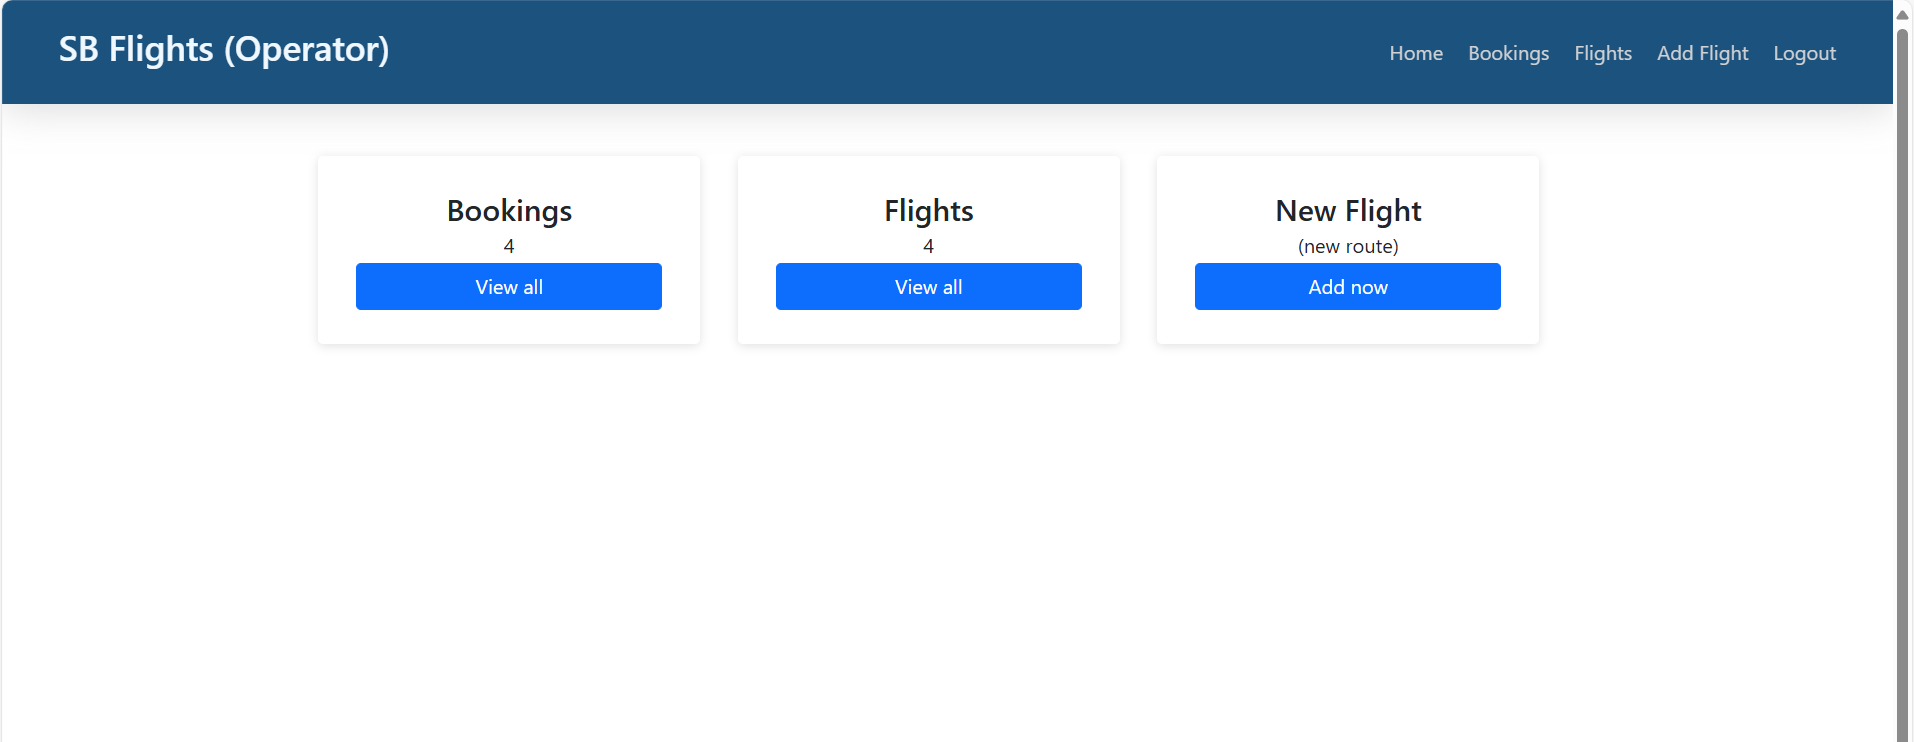 SB Flights (Operator)
Home Bookings Flights Add Flight Logout
Bookings
4
View all
Flights
4
View all
New Flight
(new route)
Add now